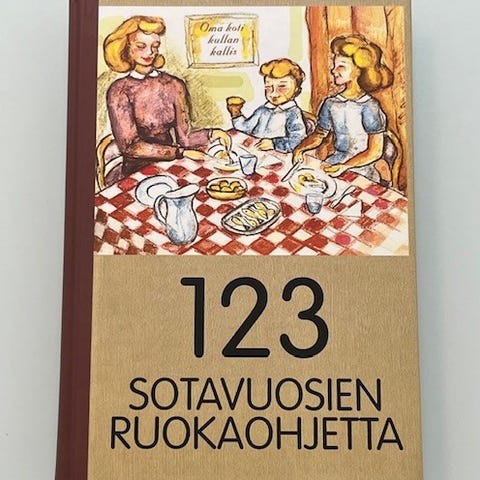 Oma koti
kullan
kallis
123
SOTAVUOSIEN
RUOKAOHJETTA